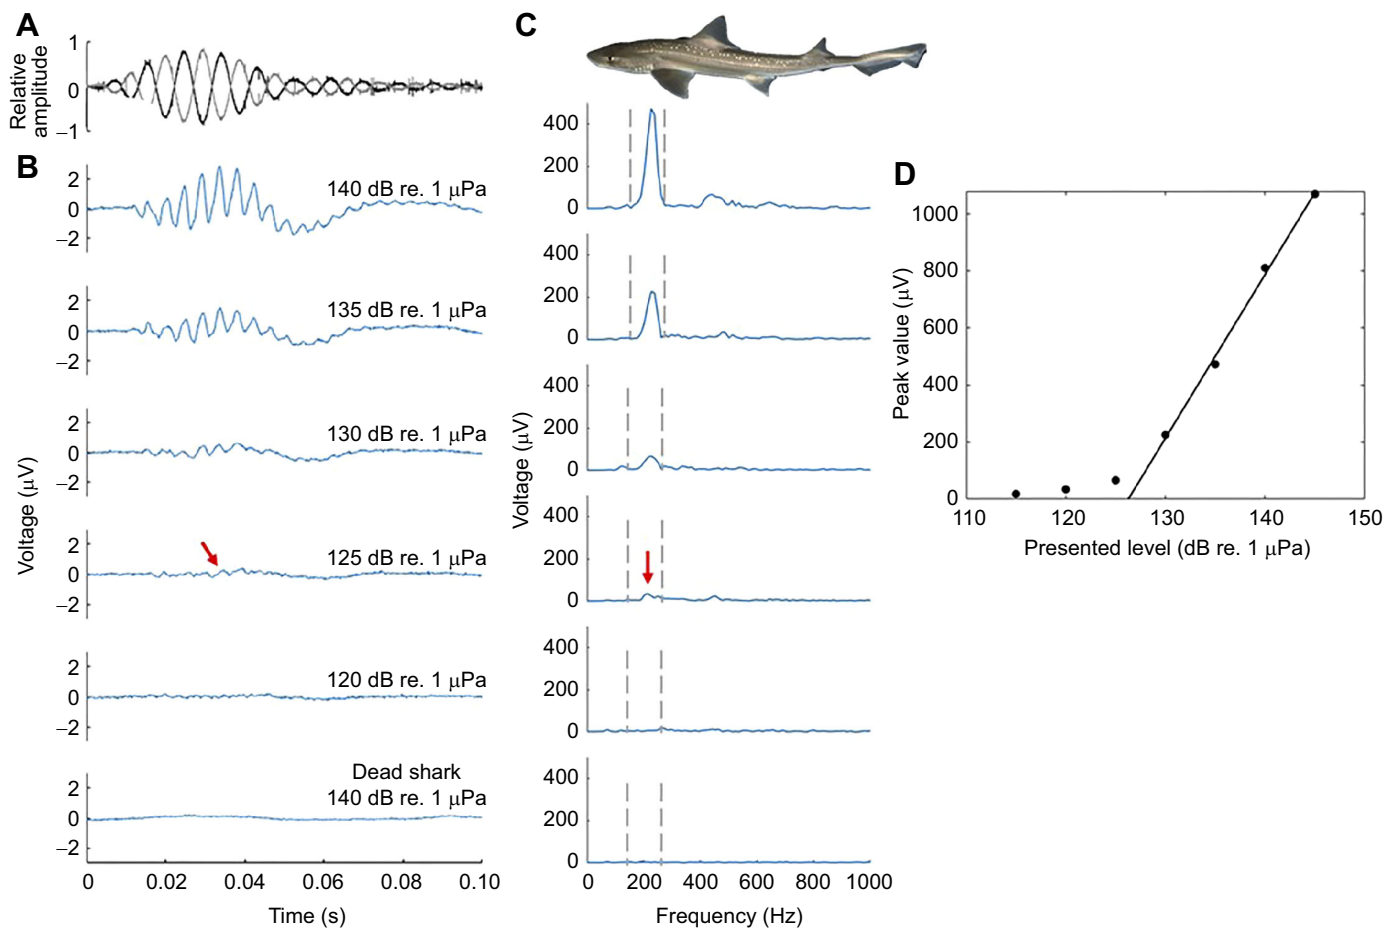 A
Relative
amplitude
1
0
–1
B
Voltage (μV)
2
0
–2
140 dB re. 1 μPa
2
0
–2
135 dB re. 1 μPa
2
0
–2
130 dB re. 1 μPa
2
0
–2
125 dB re. 1 μPa
2
0
–2
120 dB re. 1 μPa
2
0
–2
Dead shark
140 dB re. 1 μPa
0 0.02 0.04 0.06 0.08 0.10
Time (s)
C
Voltage (μV)
400
200
0
400
200
0
400
200
0
400
200
0
400
200
0
400
200
0
0 200 400 600 800 1000
Frequency (Hz)
D
Peak value (μV)
1000
800
600
400
200
0
110 120 130 140 150
Presented level (dB re. 1 μPa)